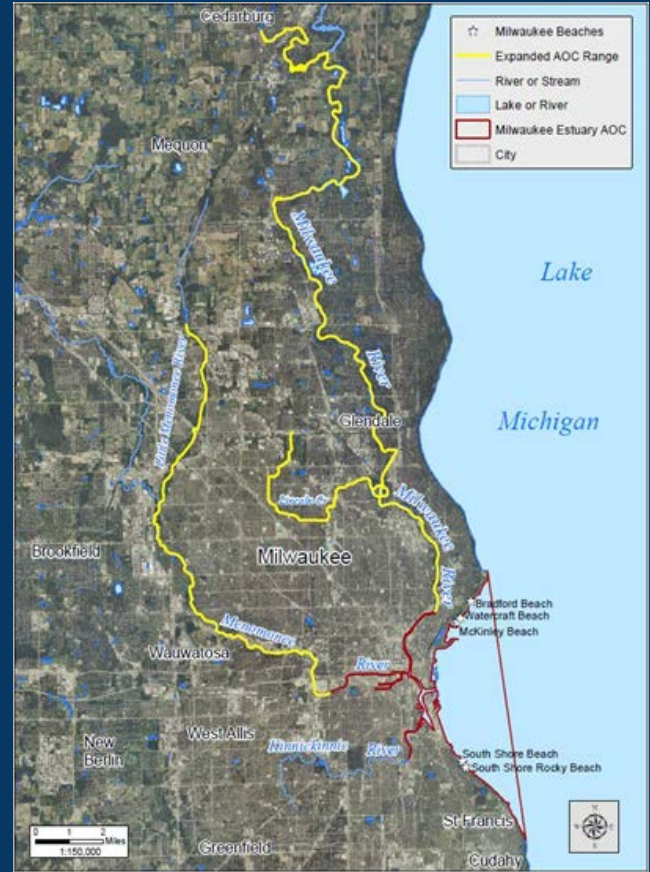 Cedarburg
Milwaukee Beaches
Expanded AOC Range
River or Stream
Lake or River
Milwaukee Estuary AOC
City
Mequon
Milwaukee
River
Lake
Michigan
Little Menomonee River
Glendale
Lincoln Cr
Milwaukee
River
Brookfield
Milwaukee
Bradford Beach
Watercraft Beach
McKinley Beach
Menomonee
River
Wauwatosa
West Allis
New
Berlin
Kinnickinnic
River
South Shore Beach
South Shore Rocky Beach
St Francis
Greenfield
Cudahy
0 1 2
Miles
1:150,000
N